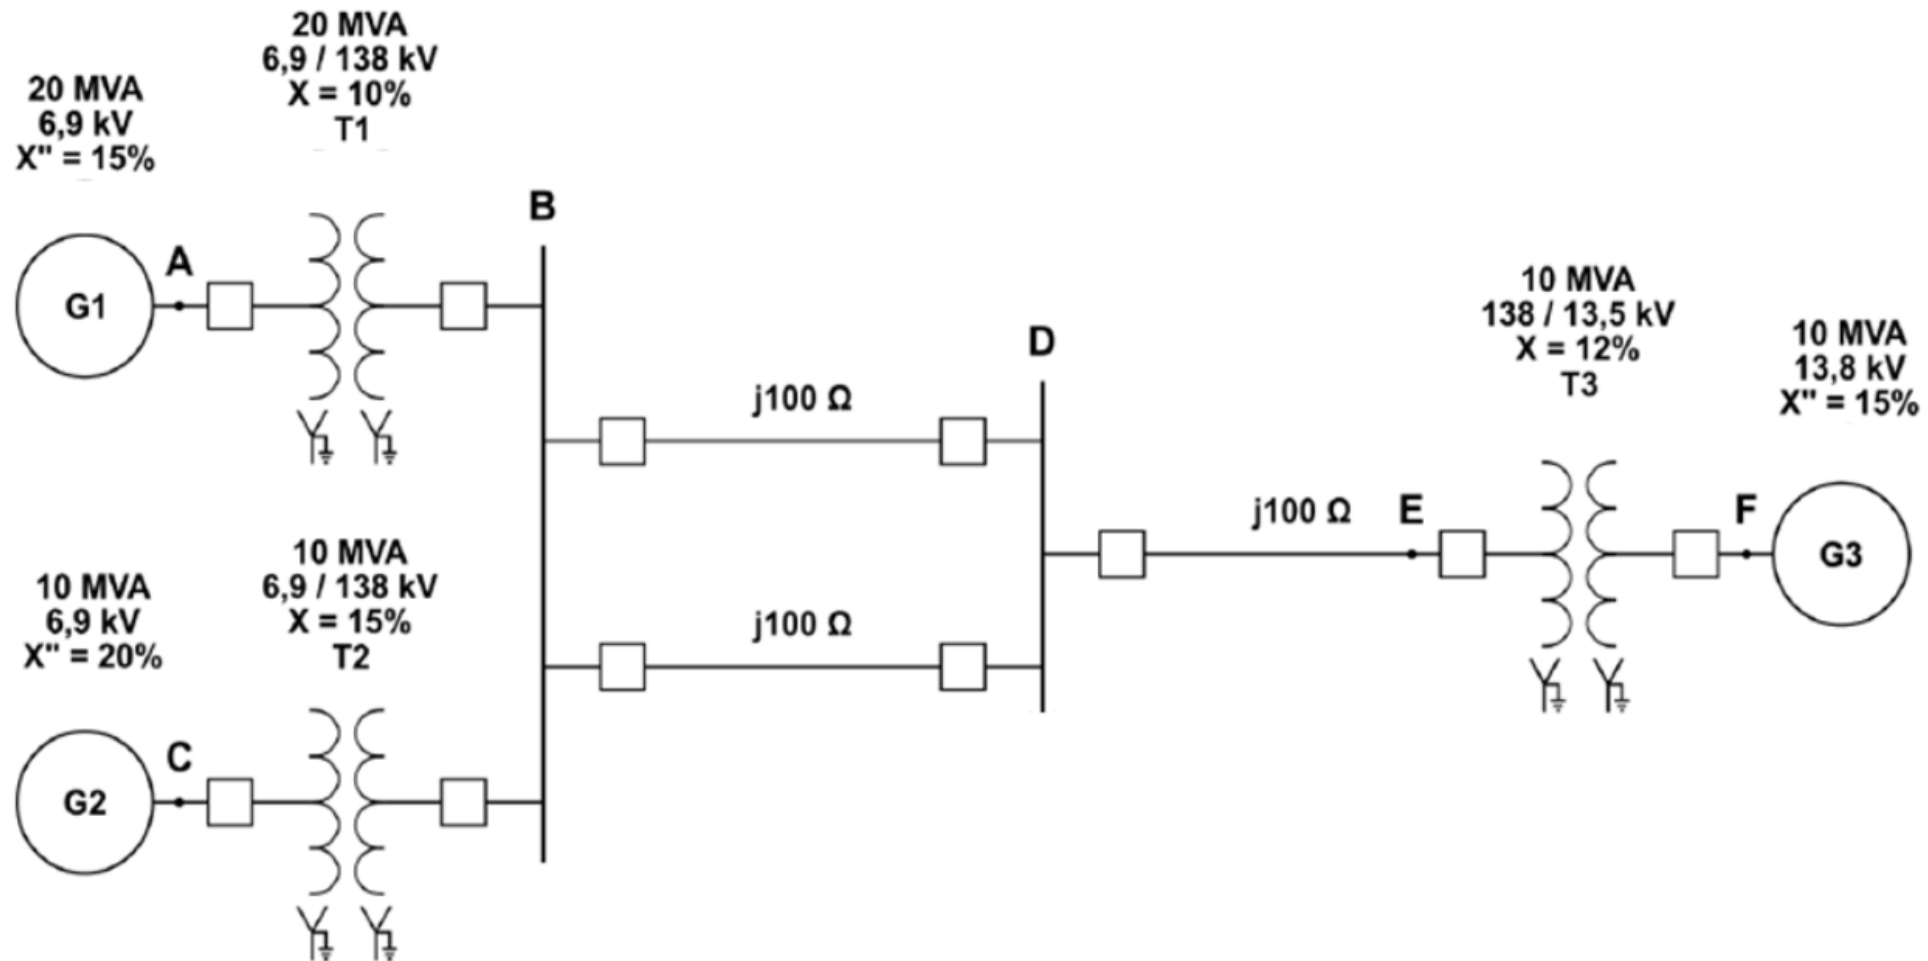 20 MVA
6,9 kV
X" = 15%
G1
A
20 MVA
6,9 / 138 kV
X = 10%
T1
B
10 MVA
6,9 kV
X" = 20%
G2
C
10 MVA
6,9 / 138 kV
X = 15%
T2
j100 Ω
j100 Ω
D
j100 Ω
E
10 MVA
138 / 13,5 kV
X = 12%
T3
F
10 MVA
13,8 kV
X" = 15%
G3